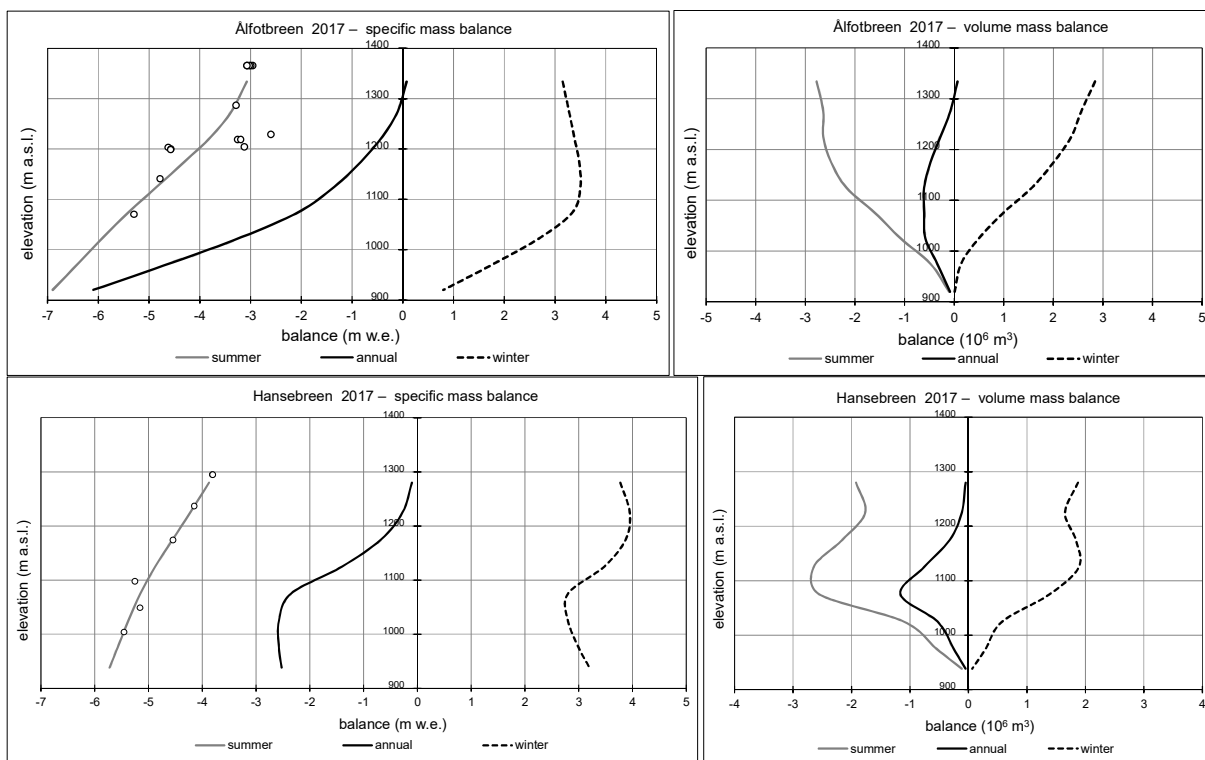 Ålfotbreen 2017 – specific mass balance
1400
1300
1200
1100
1000
900
elevation (m a.s.l.)
-7 -6 -5 -4 -3 -2 -1 0 1 2 3 4 5
balance (m w.e.)
summer annual winter
Ålfotbreen 2017 – volume mass balance
1400
1300
1200
1100
1000
900
elevation (m a.s.l.)
-5 -4 -3 -2 -1 0 1 2 3 4 5
balance (10⁶ m³)
summer annual winter
Hansebreen 2017 – specific mass balance
1400
1300
1200
1100
1000
900
elevation (m a.s.l.)
-7 -6 -5 -4 -3 -2 -1 0 1 2 3 4 5
balance (m w.e.)
summer annual winter
Hansebreen 2017 – volume mass balance
1400
1300
1200
1100
1000
900
elevation (m a.s.l.)
-4 -3 -2 -1 0 1 2 3 4
balance (10⁶ m³)
summer annual winter